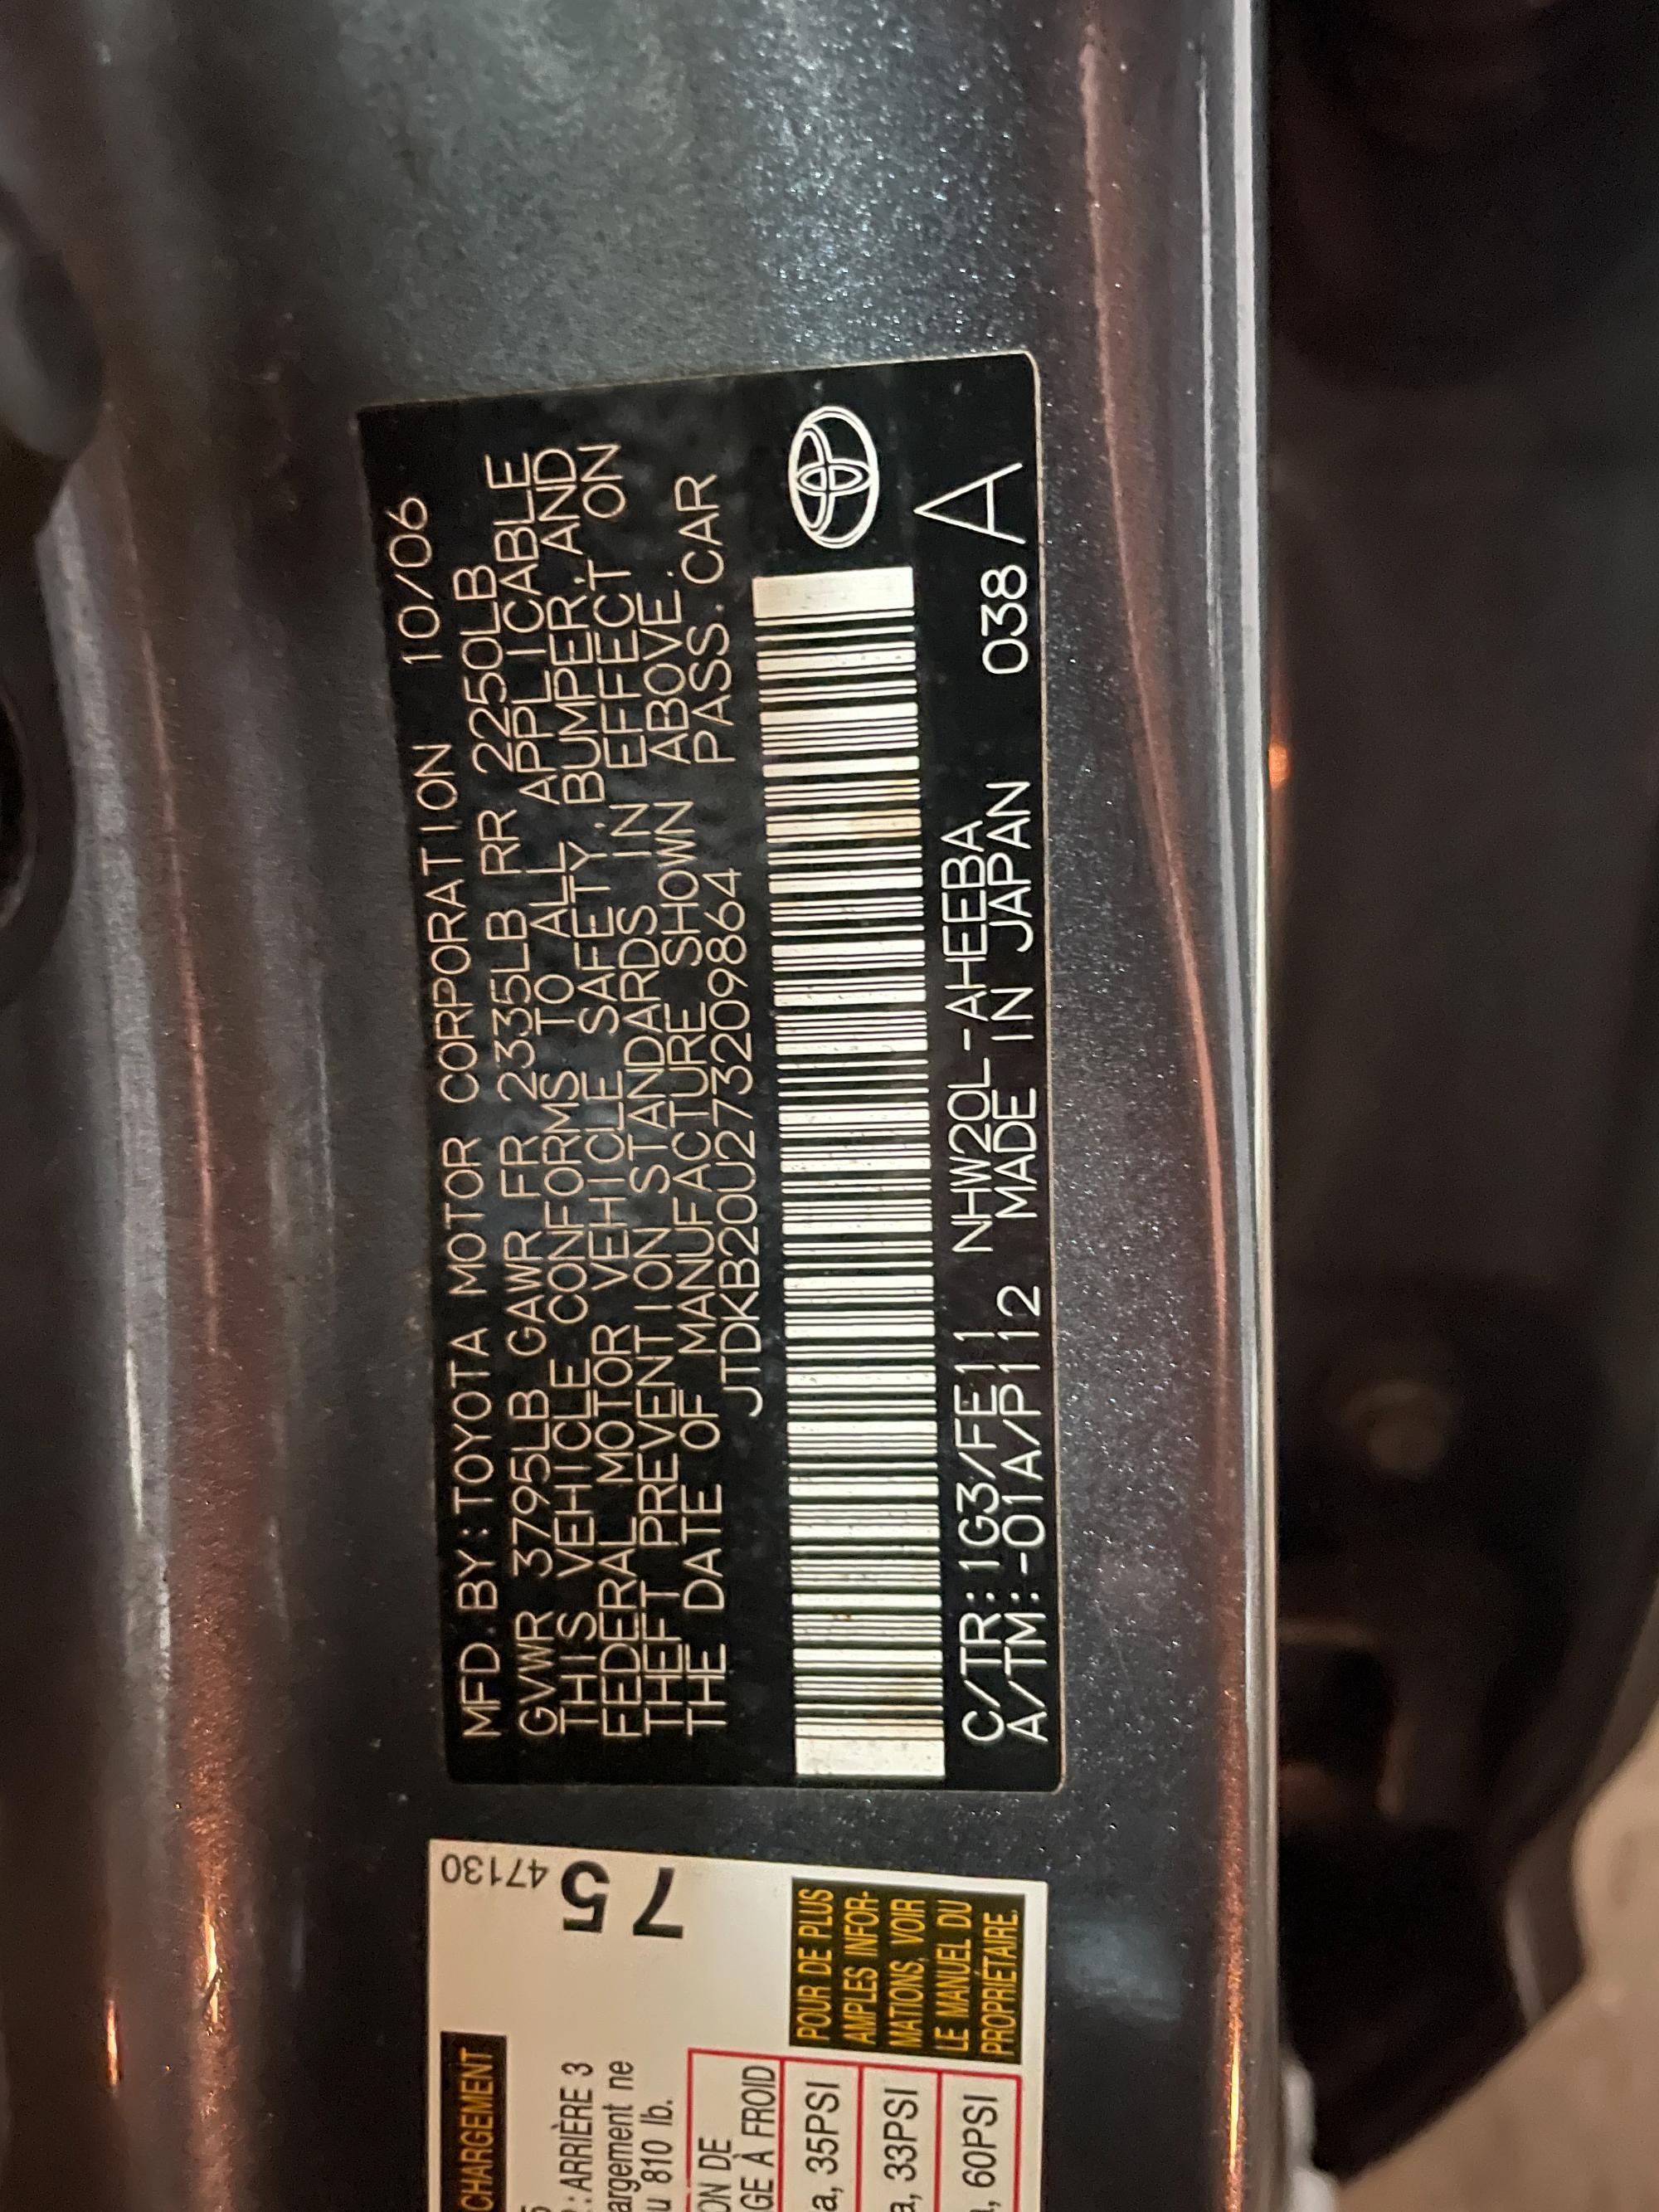 MFD.BY:TOYOTA MOTOR CORPORATION 10/06
GVWR 3795LB GAWR FR 2335LB RR 2250LB
THIS VEHICLE CONFORMS TO ALL APPLICABLE
FEDERAL MOTOR VEHICLE SAFETY, BUMPER, AND
THEFT PREVENTION STANDARDS IN EFFECT ON
THE DATE OF MANUFACTURE SHOWN ABOVE.
JTDKB20U273209864 PASS. CAR
C/TR:1G3/FE11 NHW20L-AHEEBA
A/TM:-01A/P112 MADE IN JAPAN 038 A
47130
75
CHARGEMENT
ARRIÈRE 3
ne
810 lb.
DE
À FROID
35PSI
33PSI
60PSI
POUR DE PLUS
AMPLES INFOR-
MATIONS, VOIR
LE MANUEL DU
PROPRIÉTAIRE.